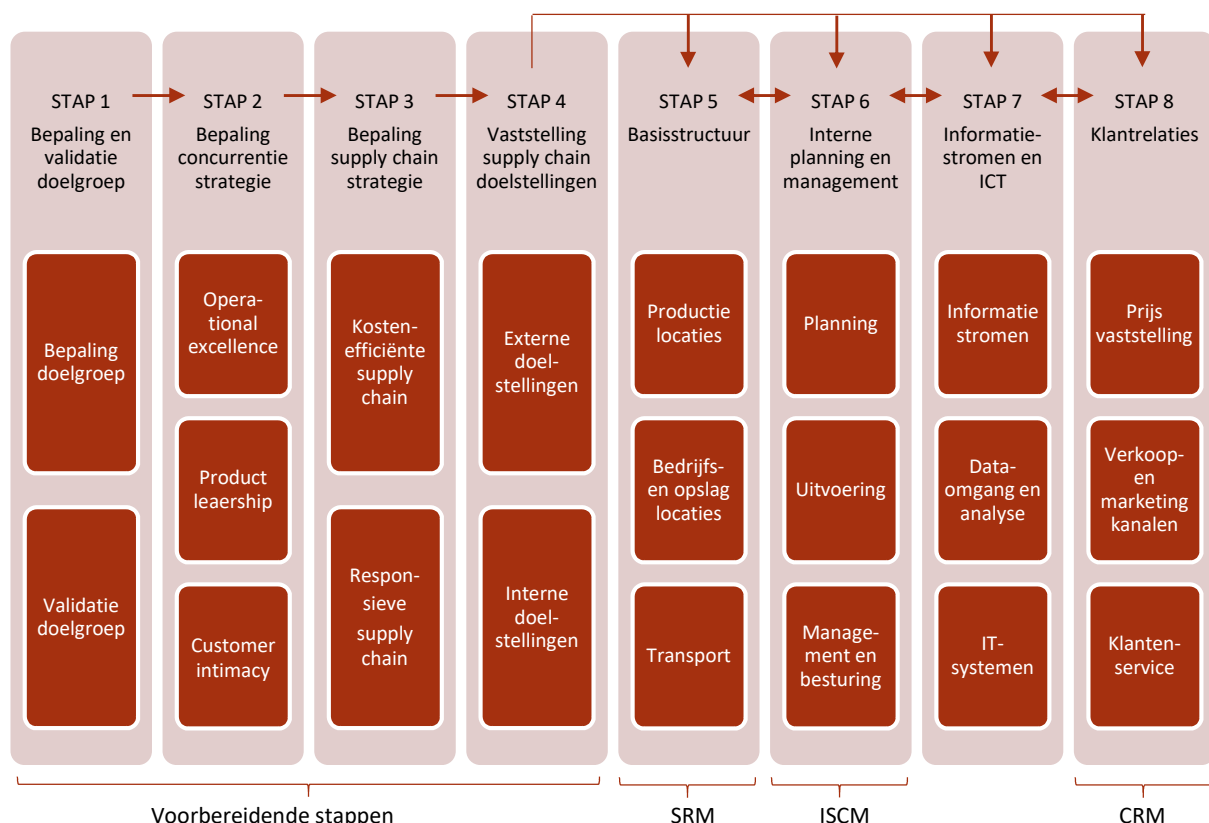 STAP 1
Bepaling en
validatie
doelgroep
Bepaling
doelgroep
Validatie
doelgroep
STAP 2
Bepaling
concurrentie
strategie
Opera-
tional
excellence
Product
leaership
Customer
intimacy
STAP 3
Bepaling
supply chain
strategie
Kosten-
efficiënte
supply
chain
Respon-
sieve
supply
chain
STAP 4
Vaststelling
supply chain
doelstellingen
Externe
doel-
stellingen
Interne
doel-
stellingen
STAP 5
Basisstructuur
Productie
locaties
Bedrijfs-
en opslag
locaties
Transport
STAP 6
Interne
planning en
management
Planning
Uitvoering
Manage-
ment en
besturing
STAP 7
Informatie-
stromen en
ICT
Informatie
stromen
Data-
omgang en
analyse
IT-
systemen
STAP 8
Klantrelaties
Prijs
vaststelling
Verkoop-
en
marketing
kanalen
Klanten-
service
Voorbereidende stappen
SRM
ISCM
CRM